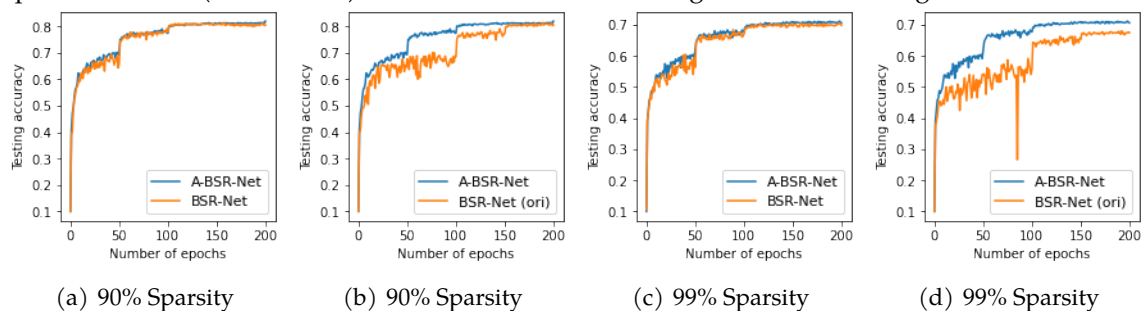 0.8
0.7
0.6
0.5
0.4
0.3
0.2
0.1
Testing accuracy
A-BSR-Net
BSR-Net
0 50 100 150 200
Number of epochs
(a) 90% Sparsity
0.8
0.7
0.6
0.5
0.4
0.3
0.2
0.1
Testing accuracy
A-BSR-Net
BSR-Net (ori)
0 50 100 150 200
Number of epochs
(b) 90% Sparsity
0.7
0.6
0.5
0.4
0.3
0.2
0.1
Testing accuracy
A-BSR-Net
BSR-Net
0 50 100 150 200
Number of epochs
(c) 99% Sparsity
0.7
0.6
0.5
0.4
0.3
0.2
0.1
Testing accuracy
A-BSR-Net
BSR-Net (ori)
0 50 100 150 200
Number of epochs
(d) 99% Sparsity